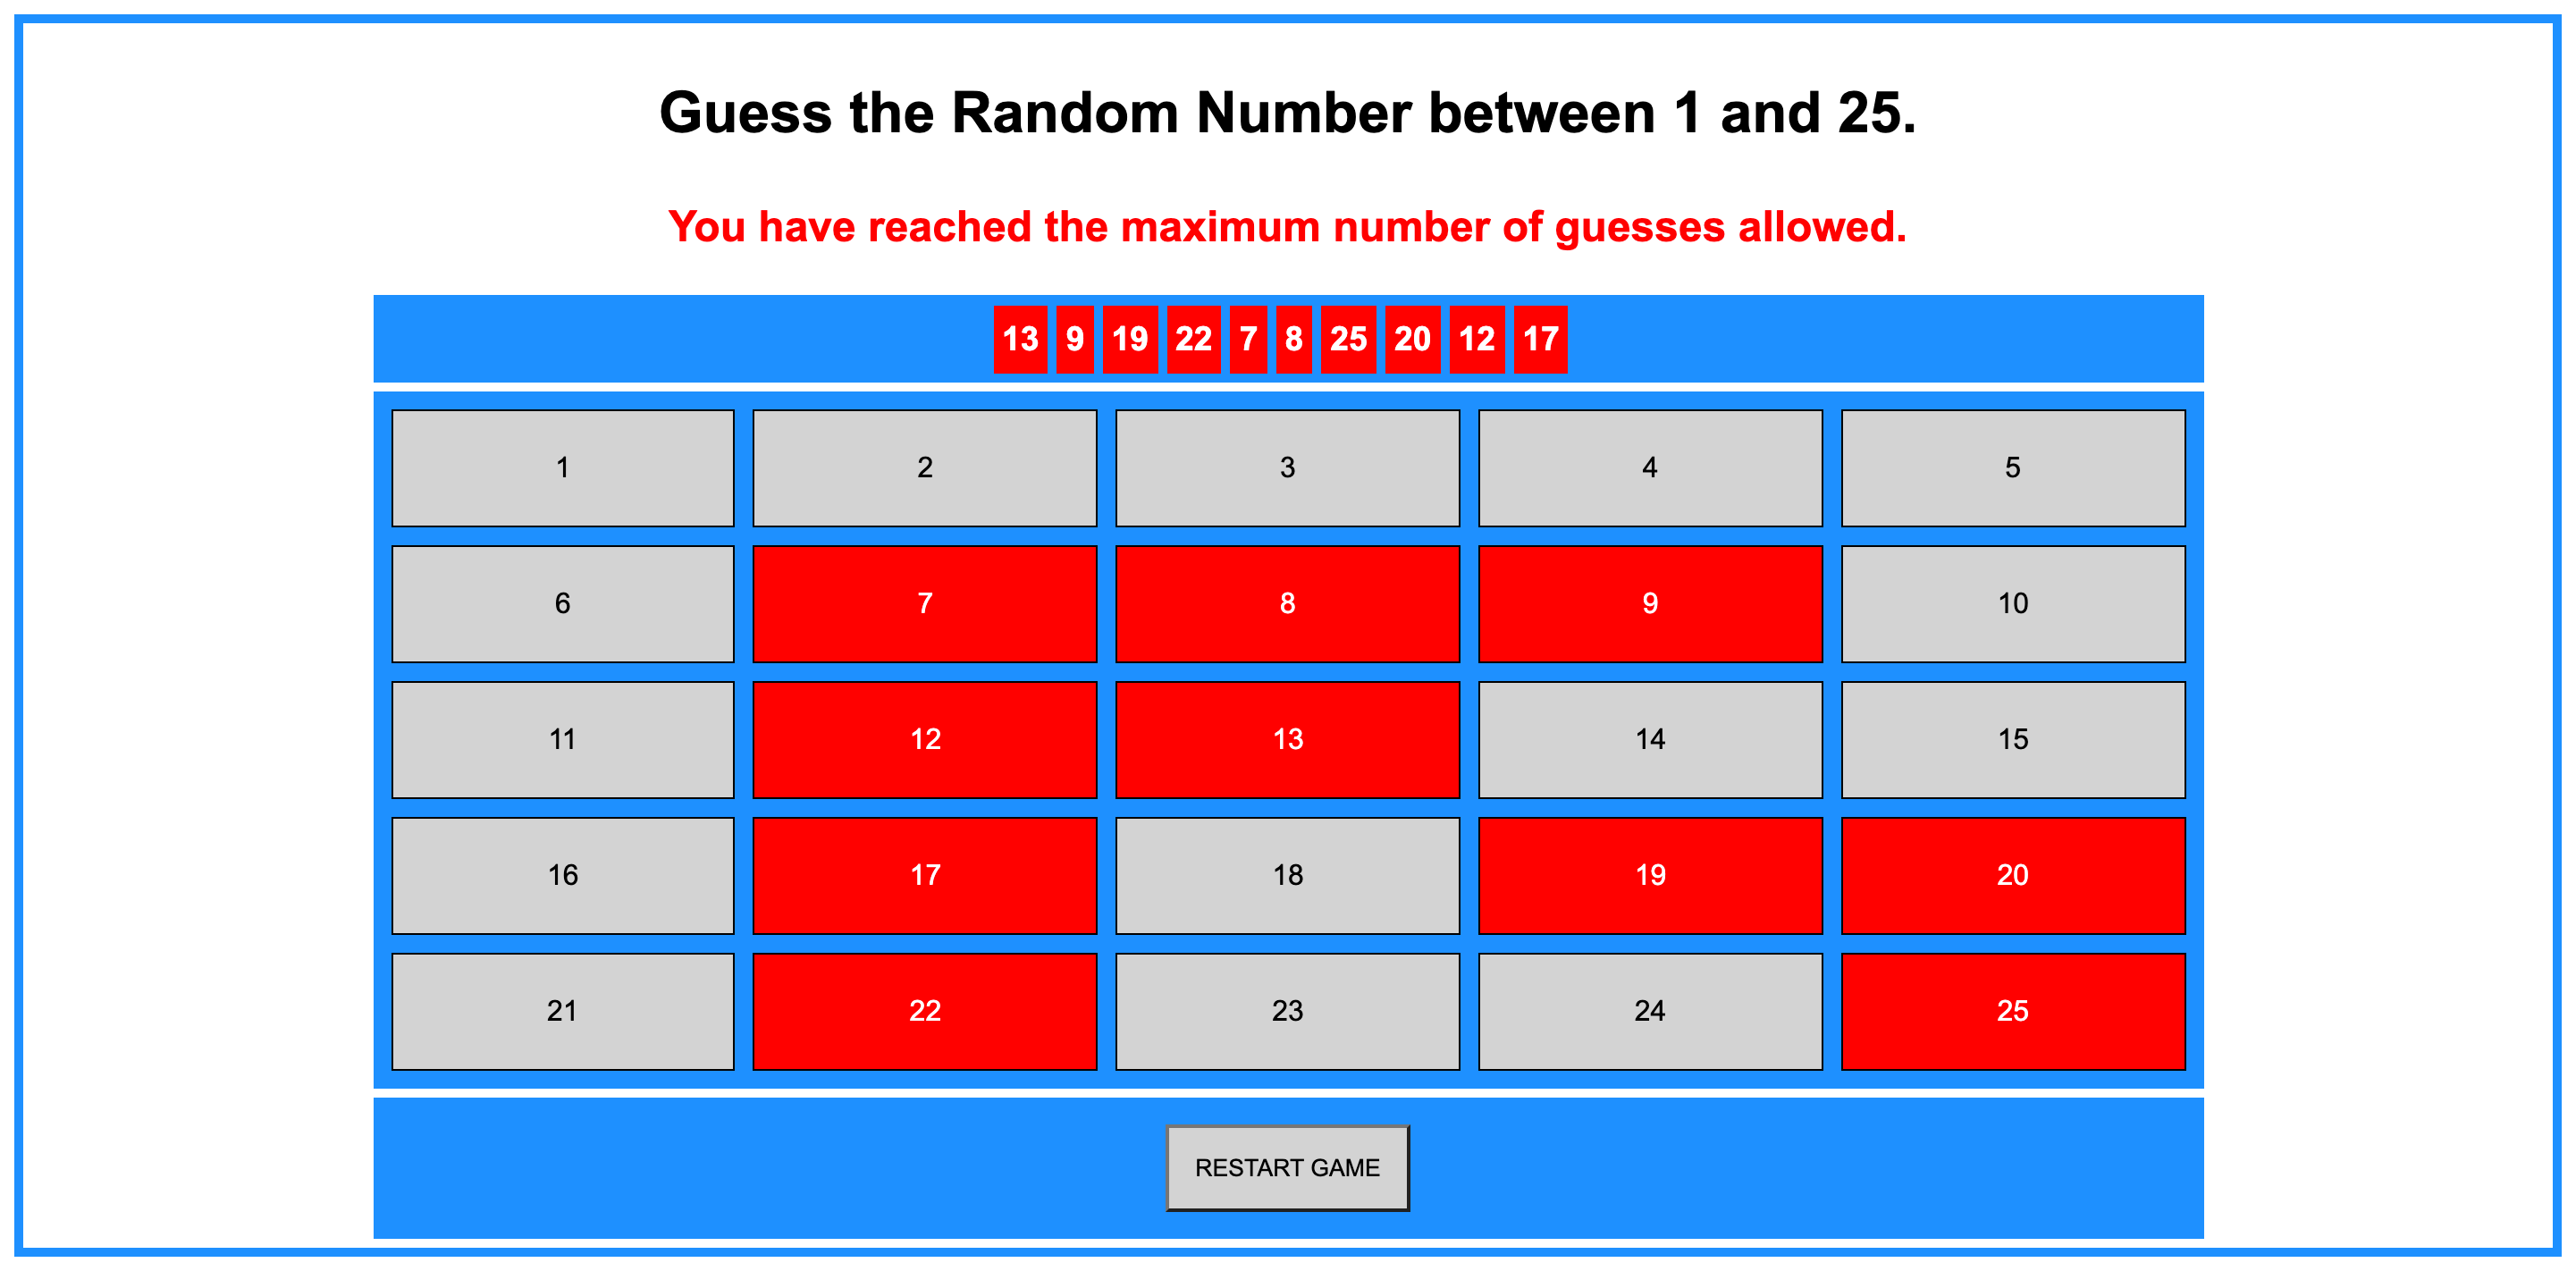 Guess the Random Number between 1 and 25.
You have reached the maximum number of guesses allowed.
13 9 19 22 7 8 25 20 12 17
1 2 3 4 5
6 7 8 9 10
11 12 13 14 15
16 17 18 19 20
21 22 23 24 25
RESTART GAME